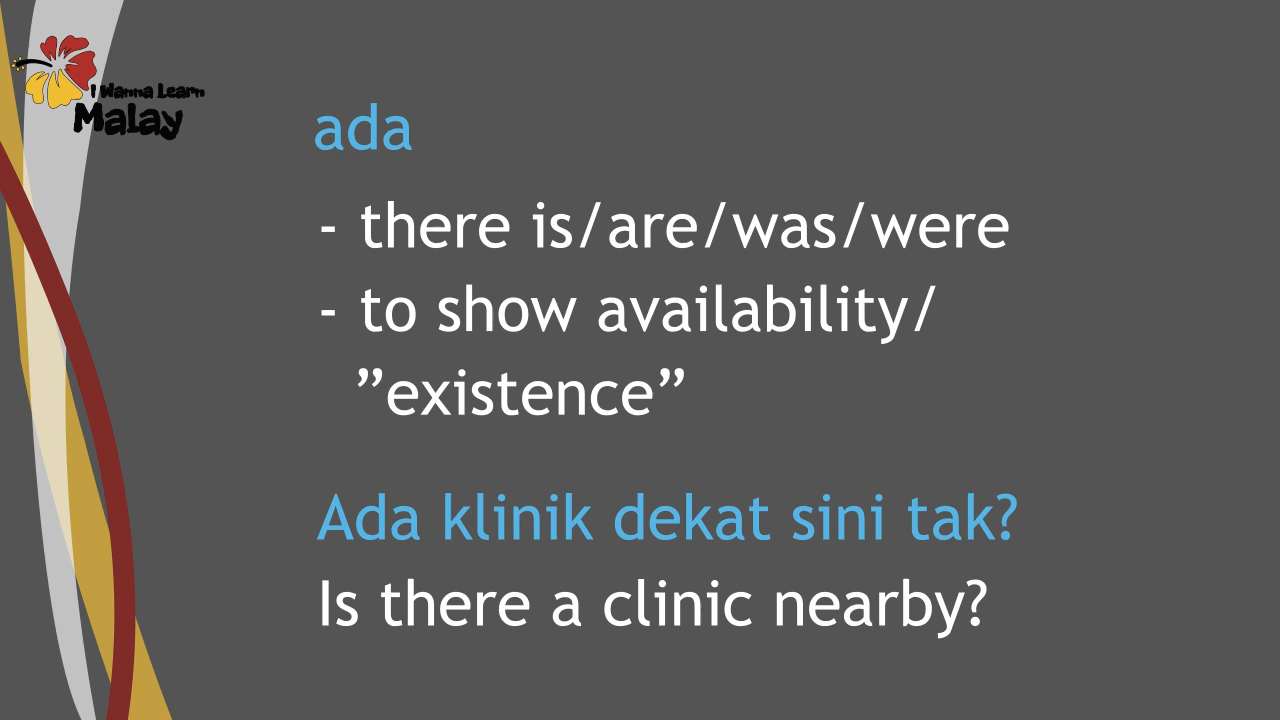 I Wanna Learn
Malay
ada
- there is/are/was/were
- to show availability/
”existence”
Ada klinik dekat sini tak?
Is there a clinic nearby?